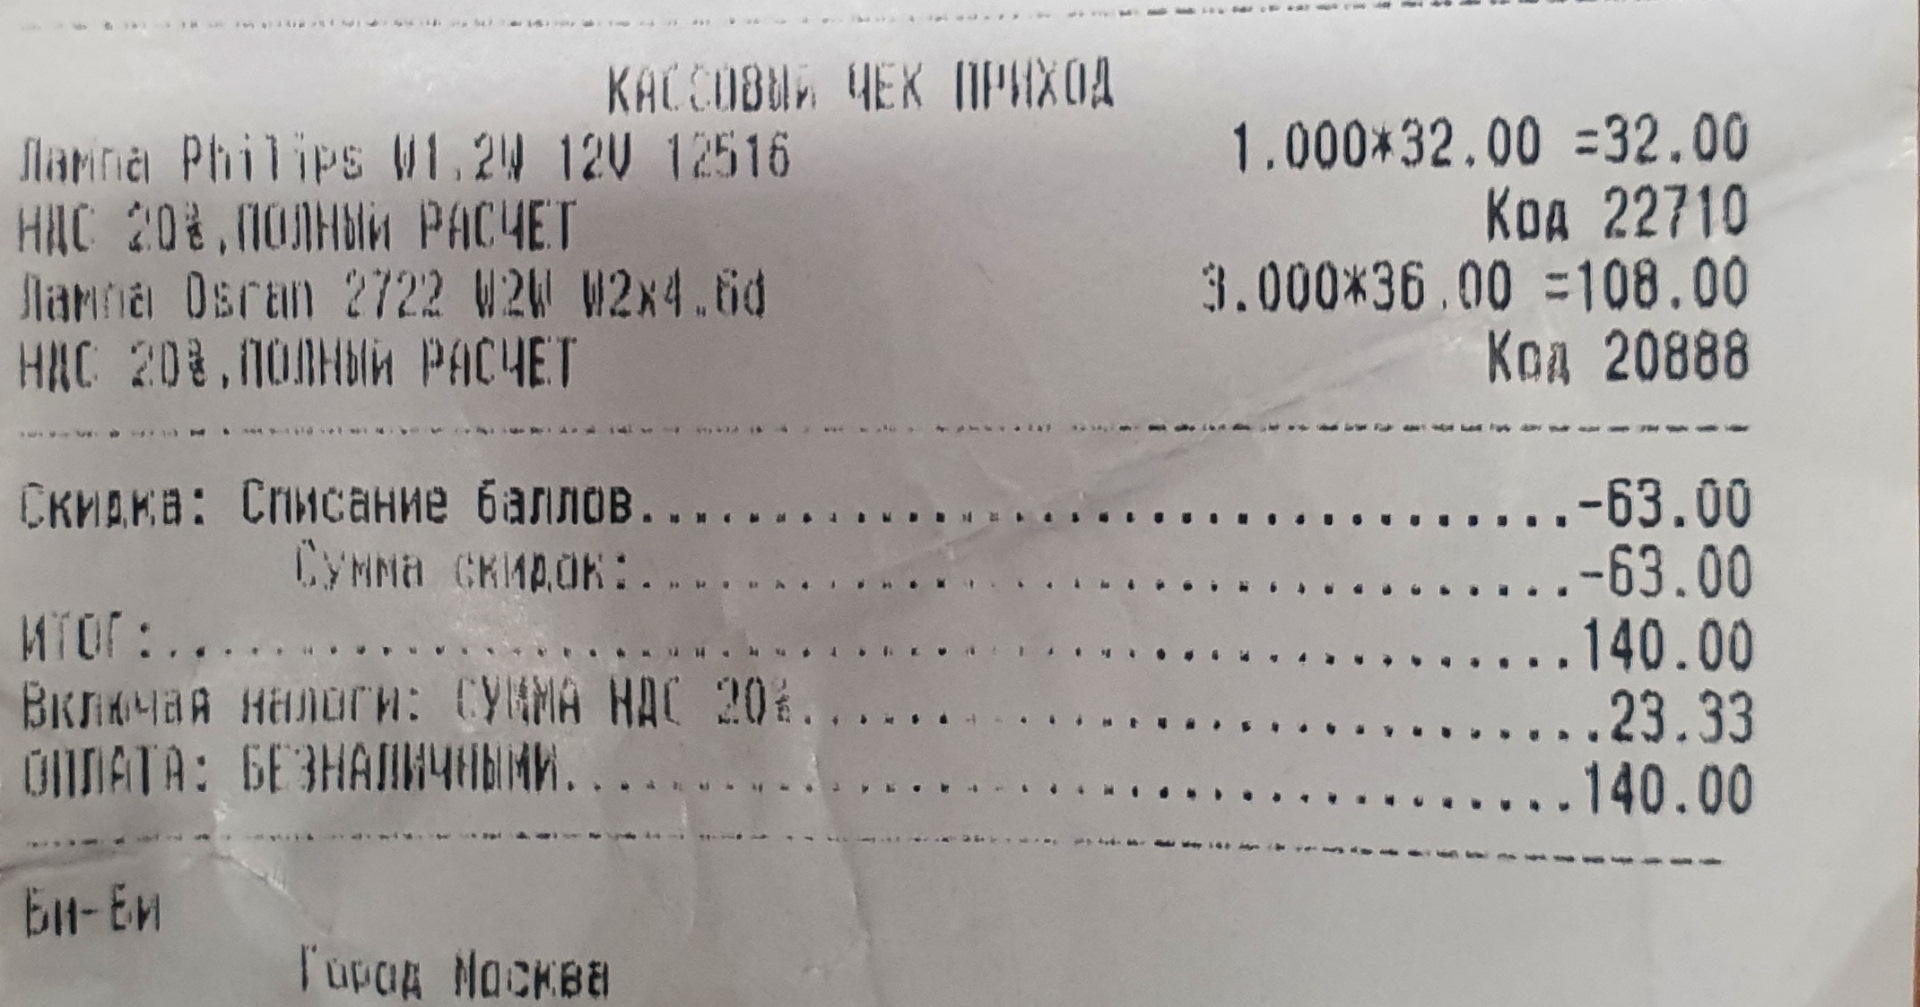 КАССОВЫЙ ЧЕК ПРИХОД
Лампа Philips W1.2W 12V 12516 1.000*32.00 =32.00
НДС 20%,ПОЛНЫЙ РАСЧЕТ Код 22710
Лампа Osram 2722 W2W W2x4.6d 3.000*36.00 =108.00
НДС 20%,ПОЛНЫЙ РАСЧЕТ Код 20888
Скидка: Списание баллов -63.00
Сумма скидок: -63.00
ИТОГ: 140.00
Включая налоги: СУММА НДС 20% 23.33
ОПЛАТА: БЕЗНАЛИЧНЫМИ 140.00
Би-Би
Город Москва